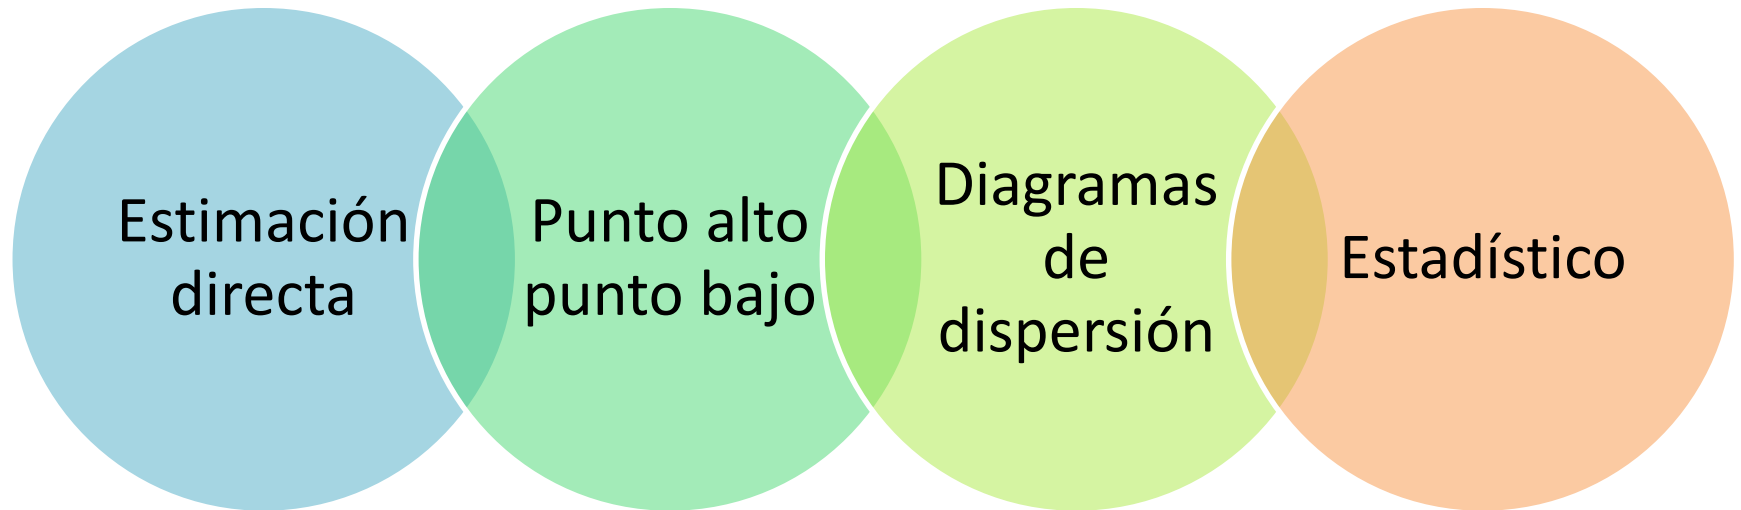 Estimación
directa
Punto alto
punto bajo
Diagramas
de
dispersión
Estadístico